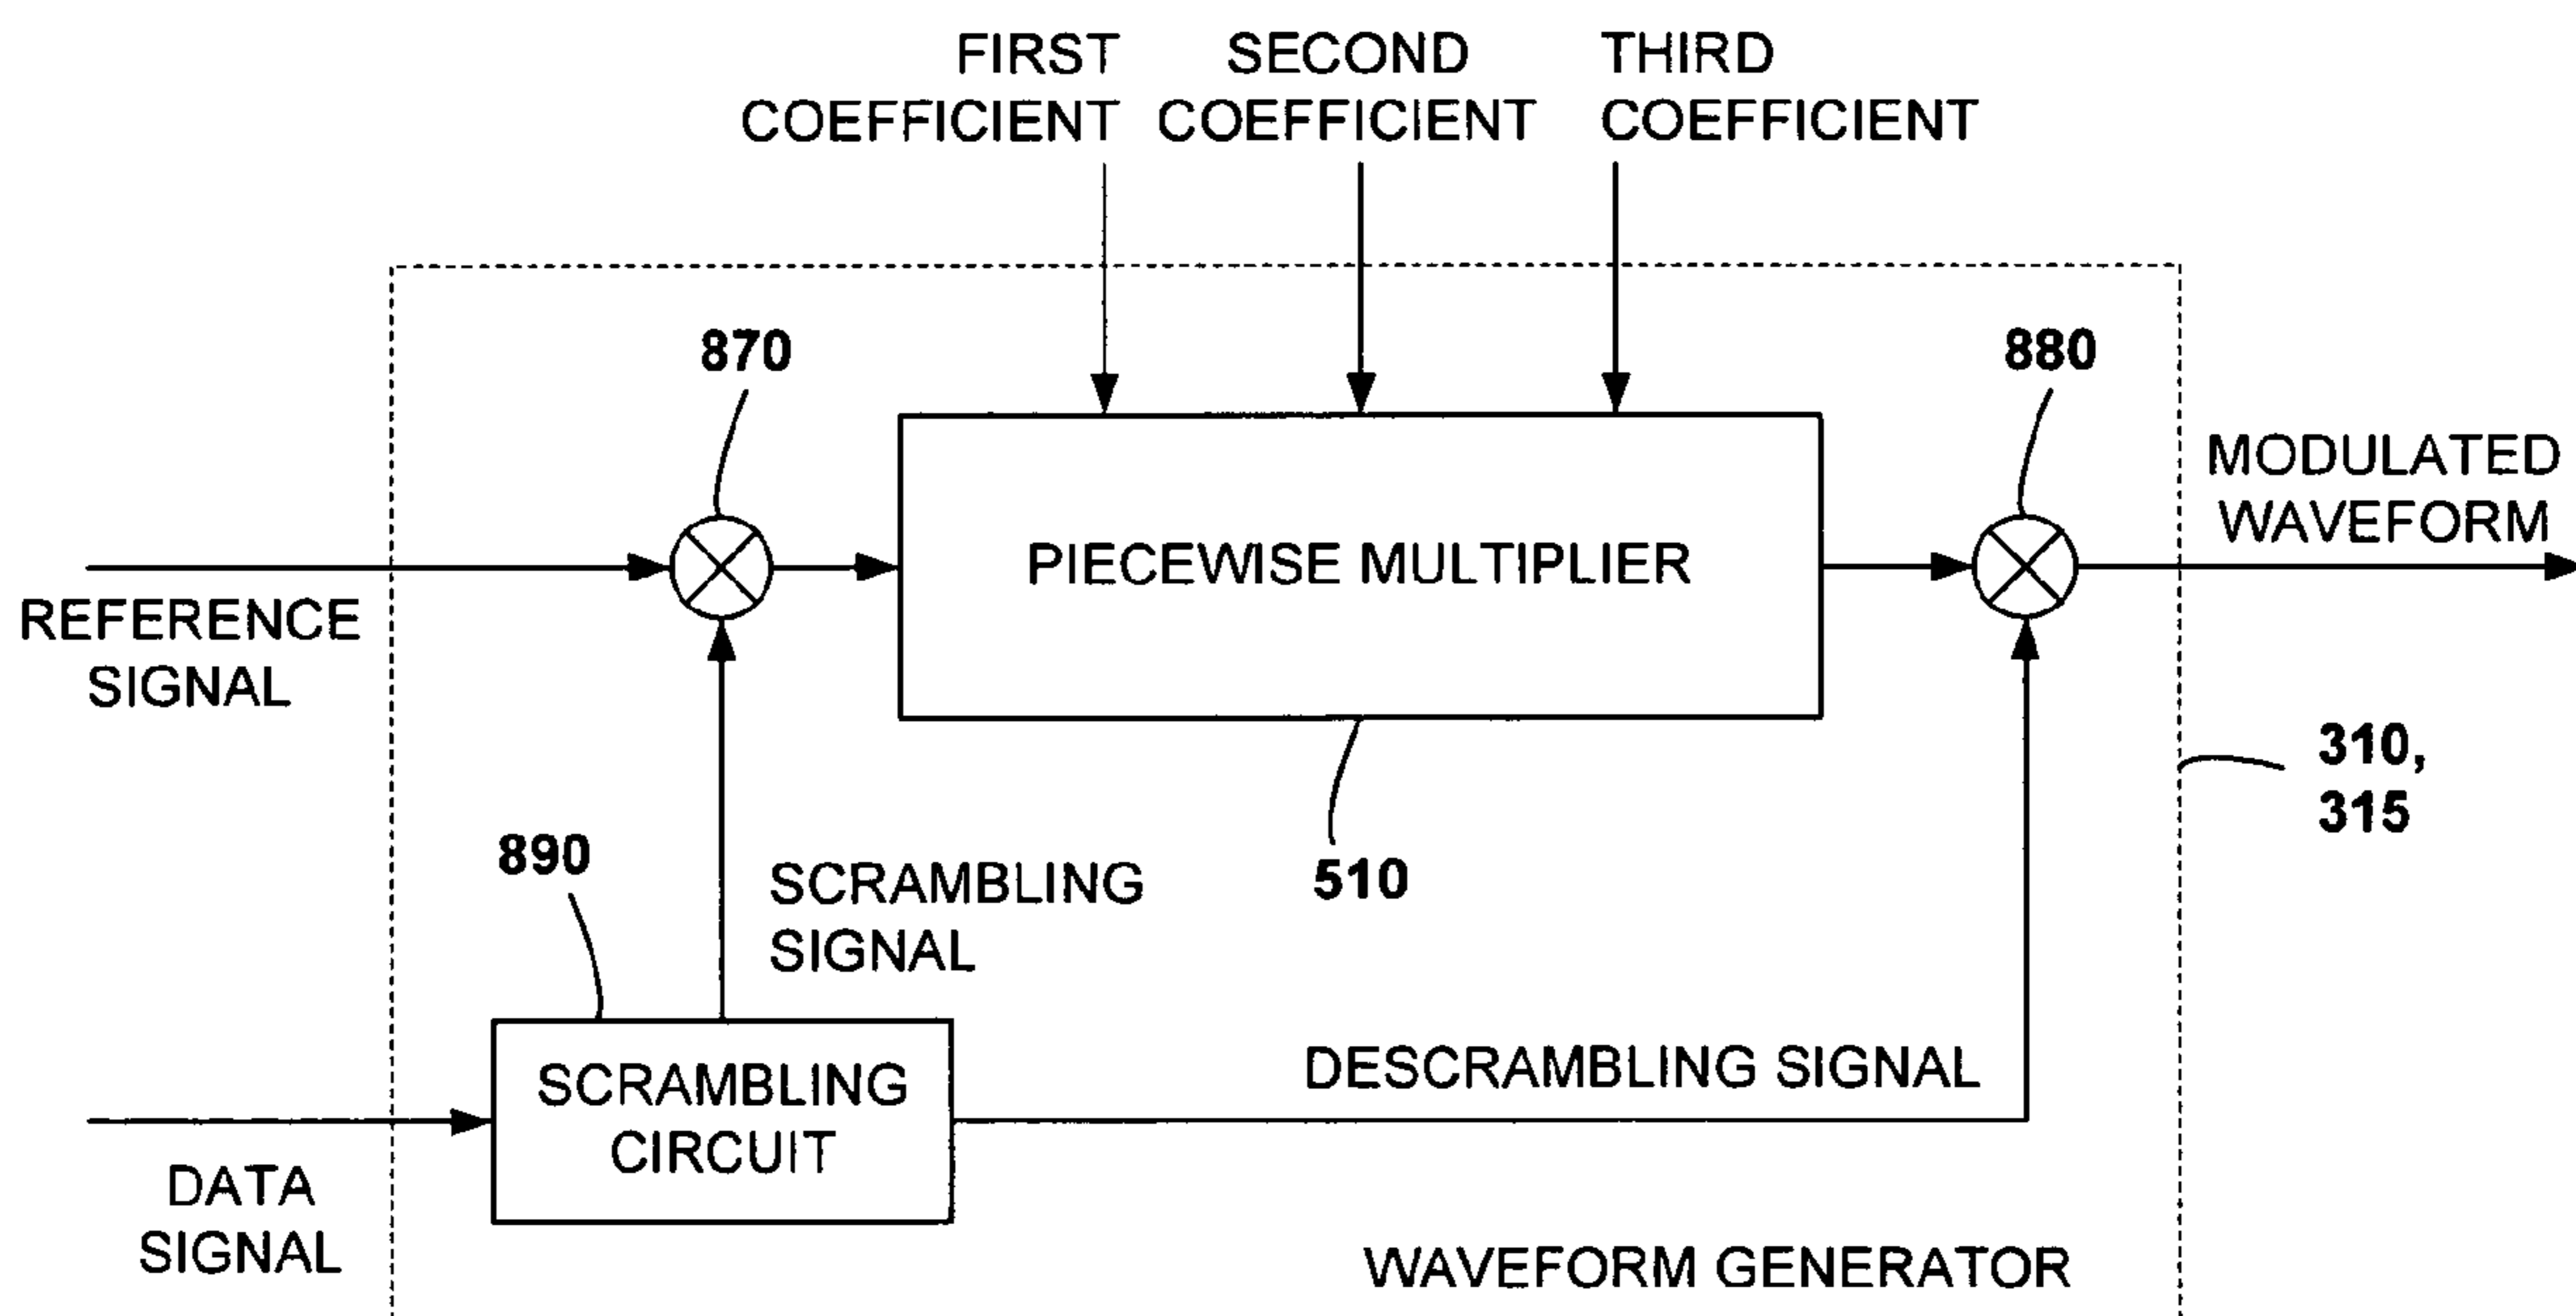 FIRST
COEFFICIENT
SECOND
COEFFICIENT
THIRD
COEFFICIENT
870
880
MODULATED
WAVEFORM
PIECEWISE MULTIPLIER
REFERENCE
SIGNAL
310,
315
890
SCRAMBLING
SIGNAL
510
SCRAMBLING
CIRCUIT
DESCRAMBLING SIGNAL
DATA
SIGNAL
WAVEFORM GENERATOR